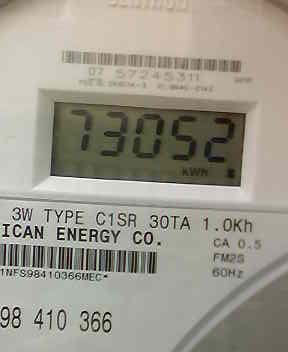 CENTRON
07 57245311
73052
kWh
3W TYPE C1SR 30TA 1.0Kh
ICAN ENERGY CO.
CA 0.5
FM2S
60Hz
1NFS98410366MEC*
98 410 366